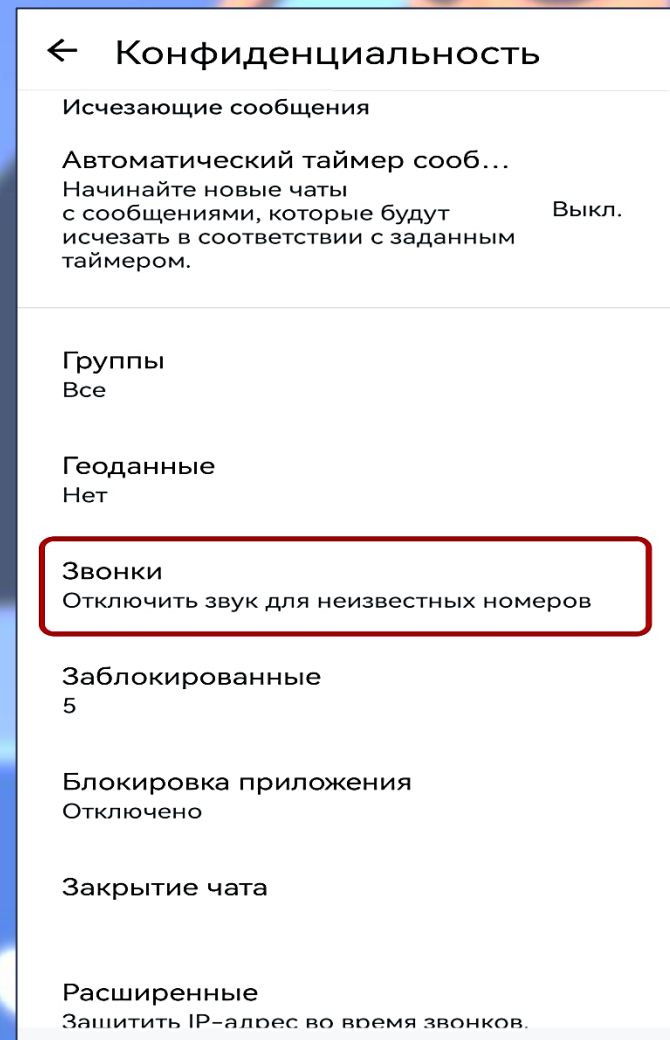 Конфиденциальность
Исчезающие сообщения
Автоматический таймер сооб...
Начинайте новые чаты
с сообщениями, которые будут
исчезать в соответствии с заданным
таймером.
Выкл.
Группы
Все
Геоданные
Нет
Звонки
Отключить звук для неизвестных номеров
Заблокированные
5
Блокировка приложения
Отключено
Закрытие чата
Расширенные
Защитить IP-адрес во время звонков,